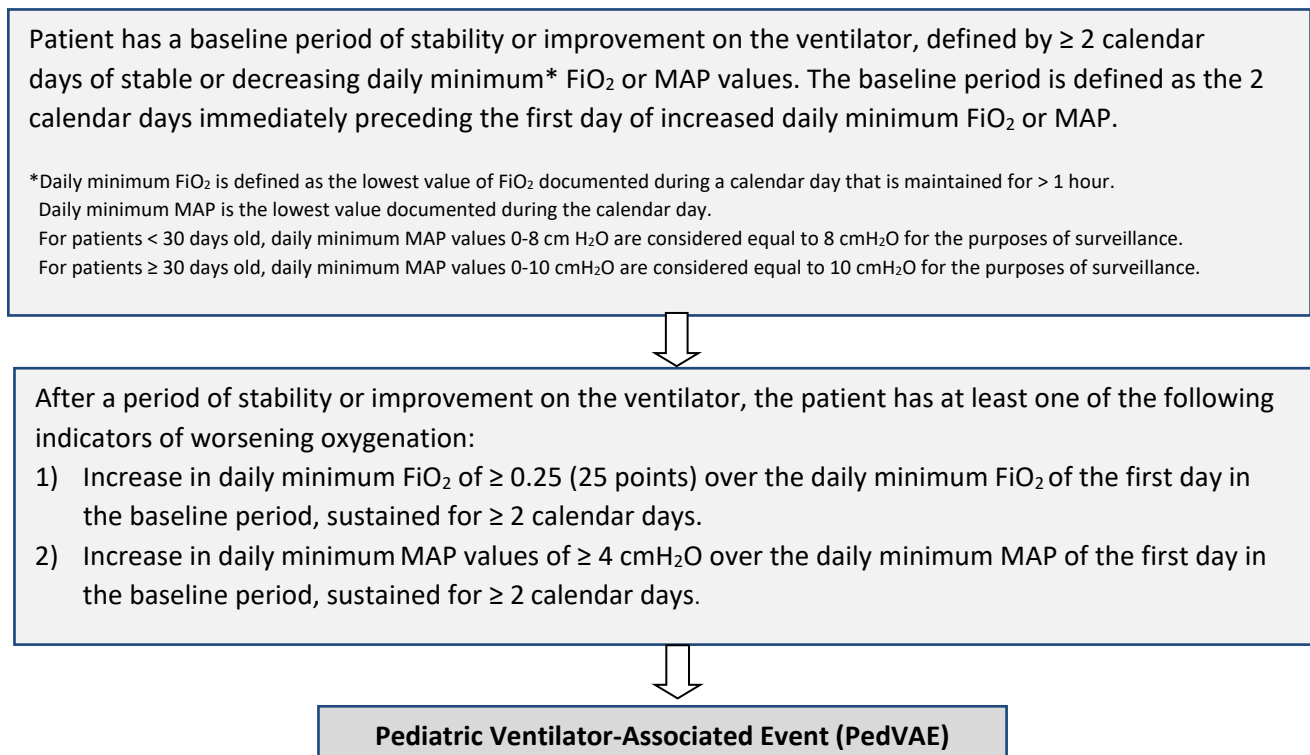 Patient has a baseline period of stability or improvement on the ventilator, defined by ≥ 2 calendar
days of stable or decreasing daily minimum* FiO₂ or MAP values. The baseline period is defined as the 2
calendar days immediately preceding the first day of increased daily minimum FiO₂ or MAP.
*Daily minimum FiO₂ is defined as the lowest value of FiO₂ documented during a calendar day that is maintained for > 1 hour.
Daily minimum MAP is the lowest value documented during the calendar day.
For patients < 30 days old, daily minimum MAP values 0-8 cm H₂O are considered equal to 8 cmH₂O for the purposes of surveillance.
For patients ≥ 30 days old, daily minimum MAP values 0-10 cmH₂O are considered equal to 10 cmH₂O for the purposes of surveillance.
After a period of stability or improvement on the ventilator, the patient has at least one of the following
indicators of worsening oxygenation:
1) Increase in daily minimum FiO₂ of ≥ 0.25 (25 points) over the daily minimum FiO₂ of the first day in
the baseline period, sustained for ≥ 2 calendar days.
2) Increase in daily minimum MAP values of ≥ 4 cmH₂O over the daily minimum MAP of the first day in
the baseline period, sustained for ≥ 2 calendar days.
Pediatric Ventilator-Associated Event (PedVAE)